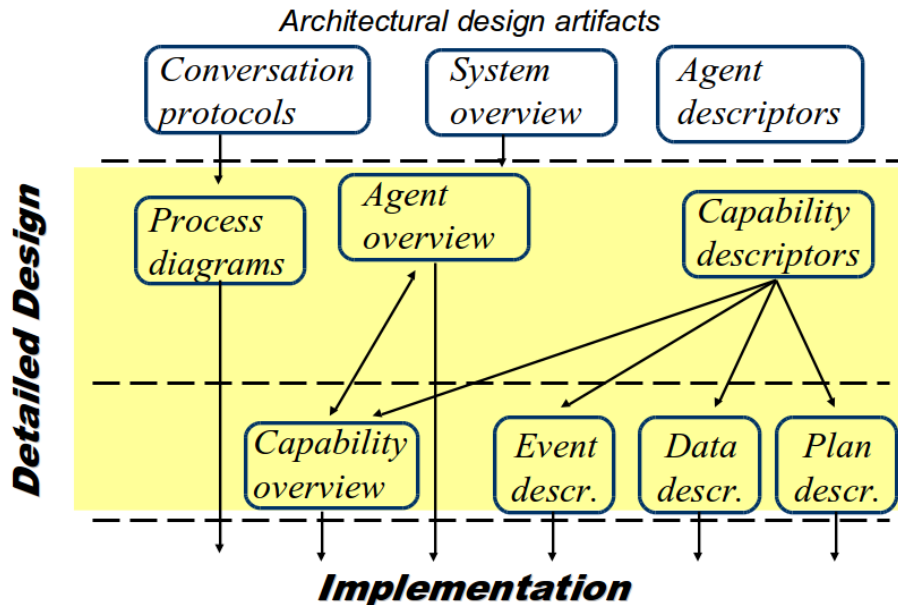 Architectural design artifacts
Conversation
protocols
System
overview
Agent
descriptors
Detailed Design
Process
diagrams
Agent
overview
Capability
descriptors
Capability
overview
Event
descr.
Data
descr.
Plan
descr.
Implementation